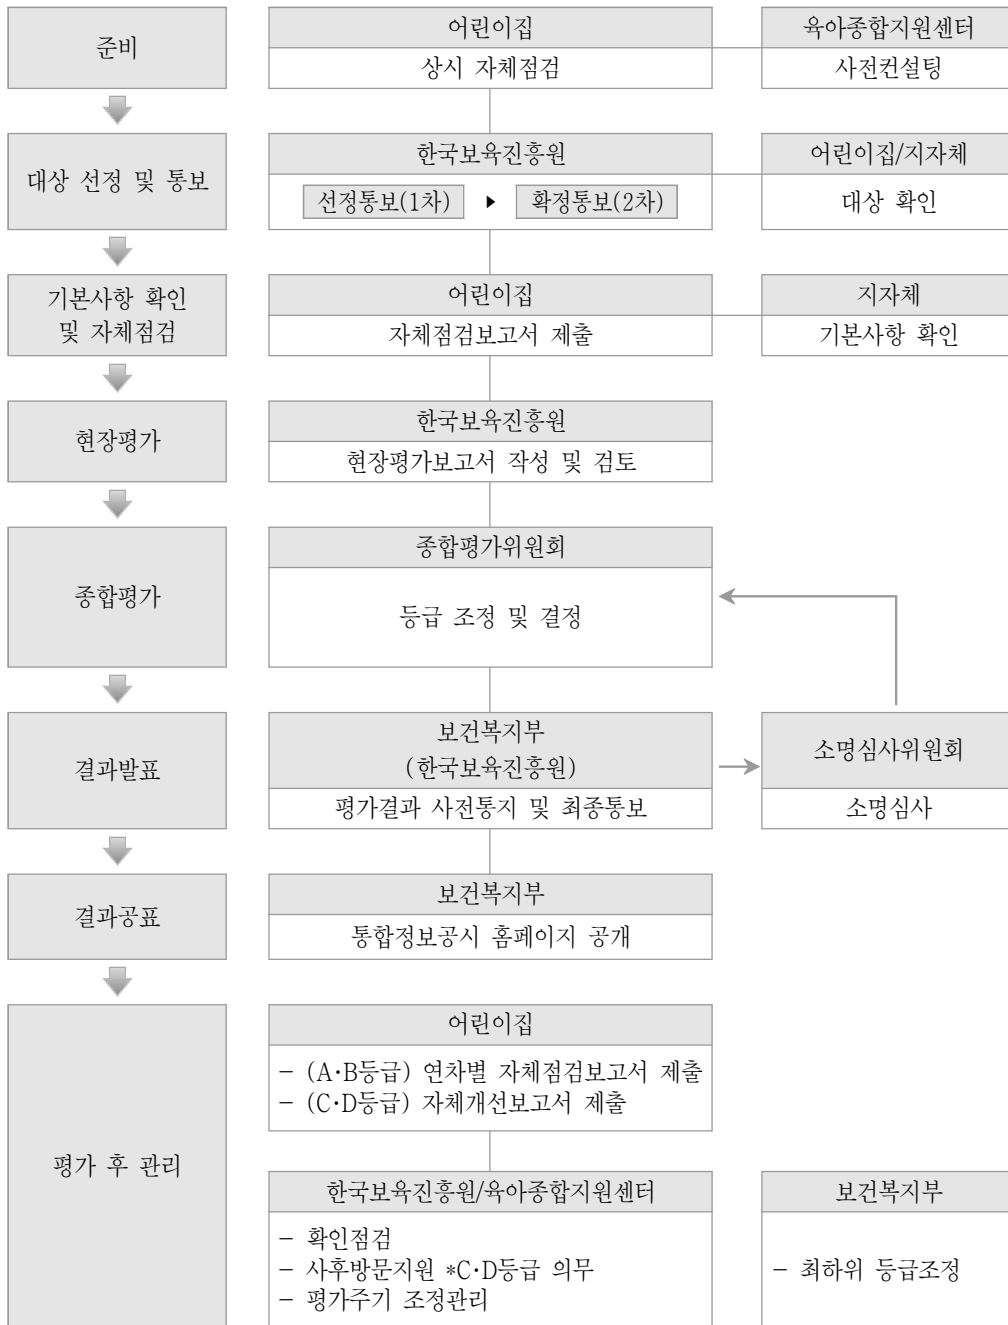 준비
어린이집
육아종합지원센터
상시 자체점검
사전컨설팅
대상 선정 및 통보
한국보육진흥원
어린이집/지자체
선정통보(1차) ▶ 확정통보(2차)
대상 확인
기본사항 확인
및 자체점검
어린이집
지자체
자체점검보고서 제출
기본사항 확인
현장평가
한국보육진흥원
현장평가보고서 작성 및 검토
종합평가
종합평가위원회
등급 조정 및 결정
결과발표
보건복지부
(한국보육진흥원)
소명심사위원회
평가결과 사전통지 및 최종통보
소명심사
결과공표
보건복지부
통합정보공시 홈페이지 공개
평가 후 관리
어린이집
- (A·B등급) 연차별 자체점검보고서 제출
- (C·D등급) 자체개선보고서 제출
한국보육진흥원/육아종합지원센터
보건복지부
- 확인점검
- 사후방문지원 *C·D등급 의무
- 평가주기 조정관리
- 최하위 등급조정